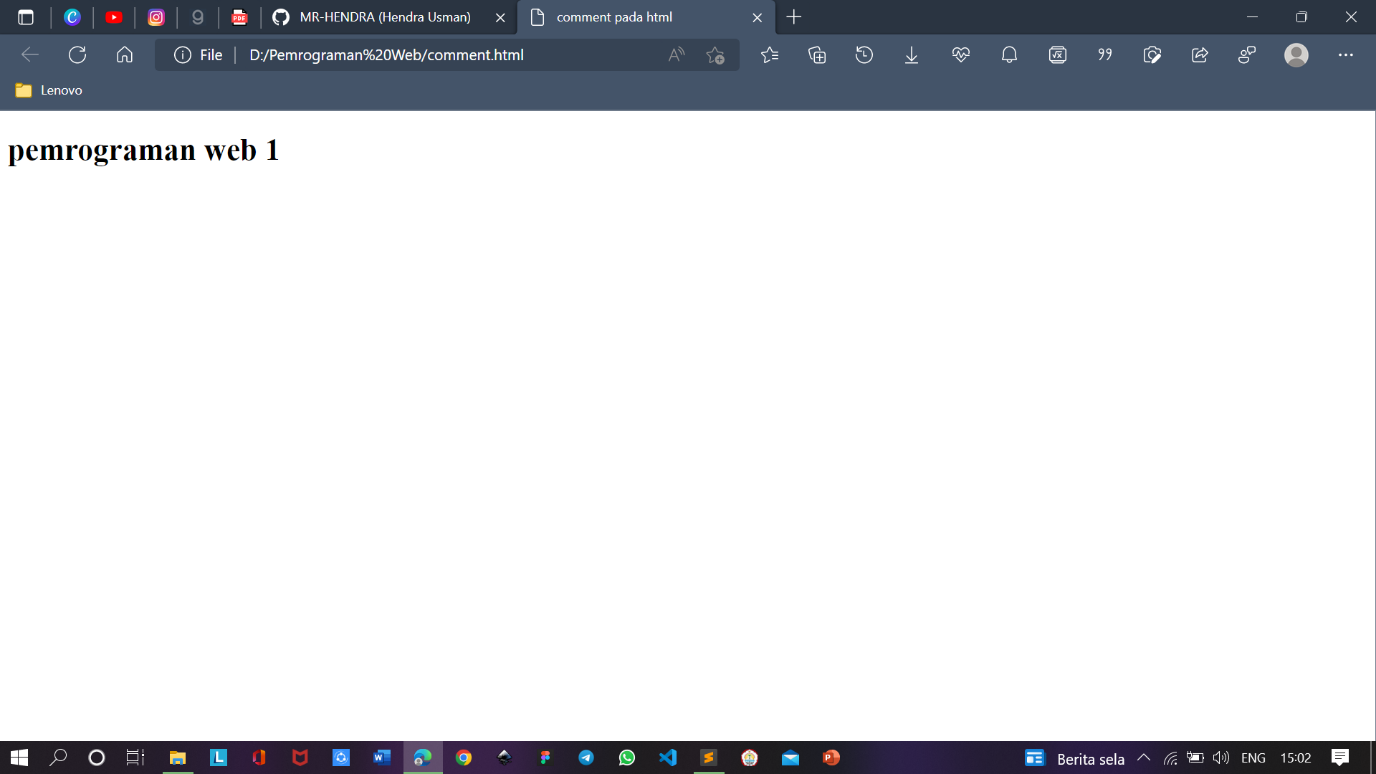 MR-HENDRA (Hendra Usman)
comment pada html
File
D:/Pemrograman%20Web/comment.html
Lenovo
pemrograman web 1
Berita sela
ENG
15:02